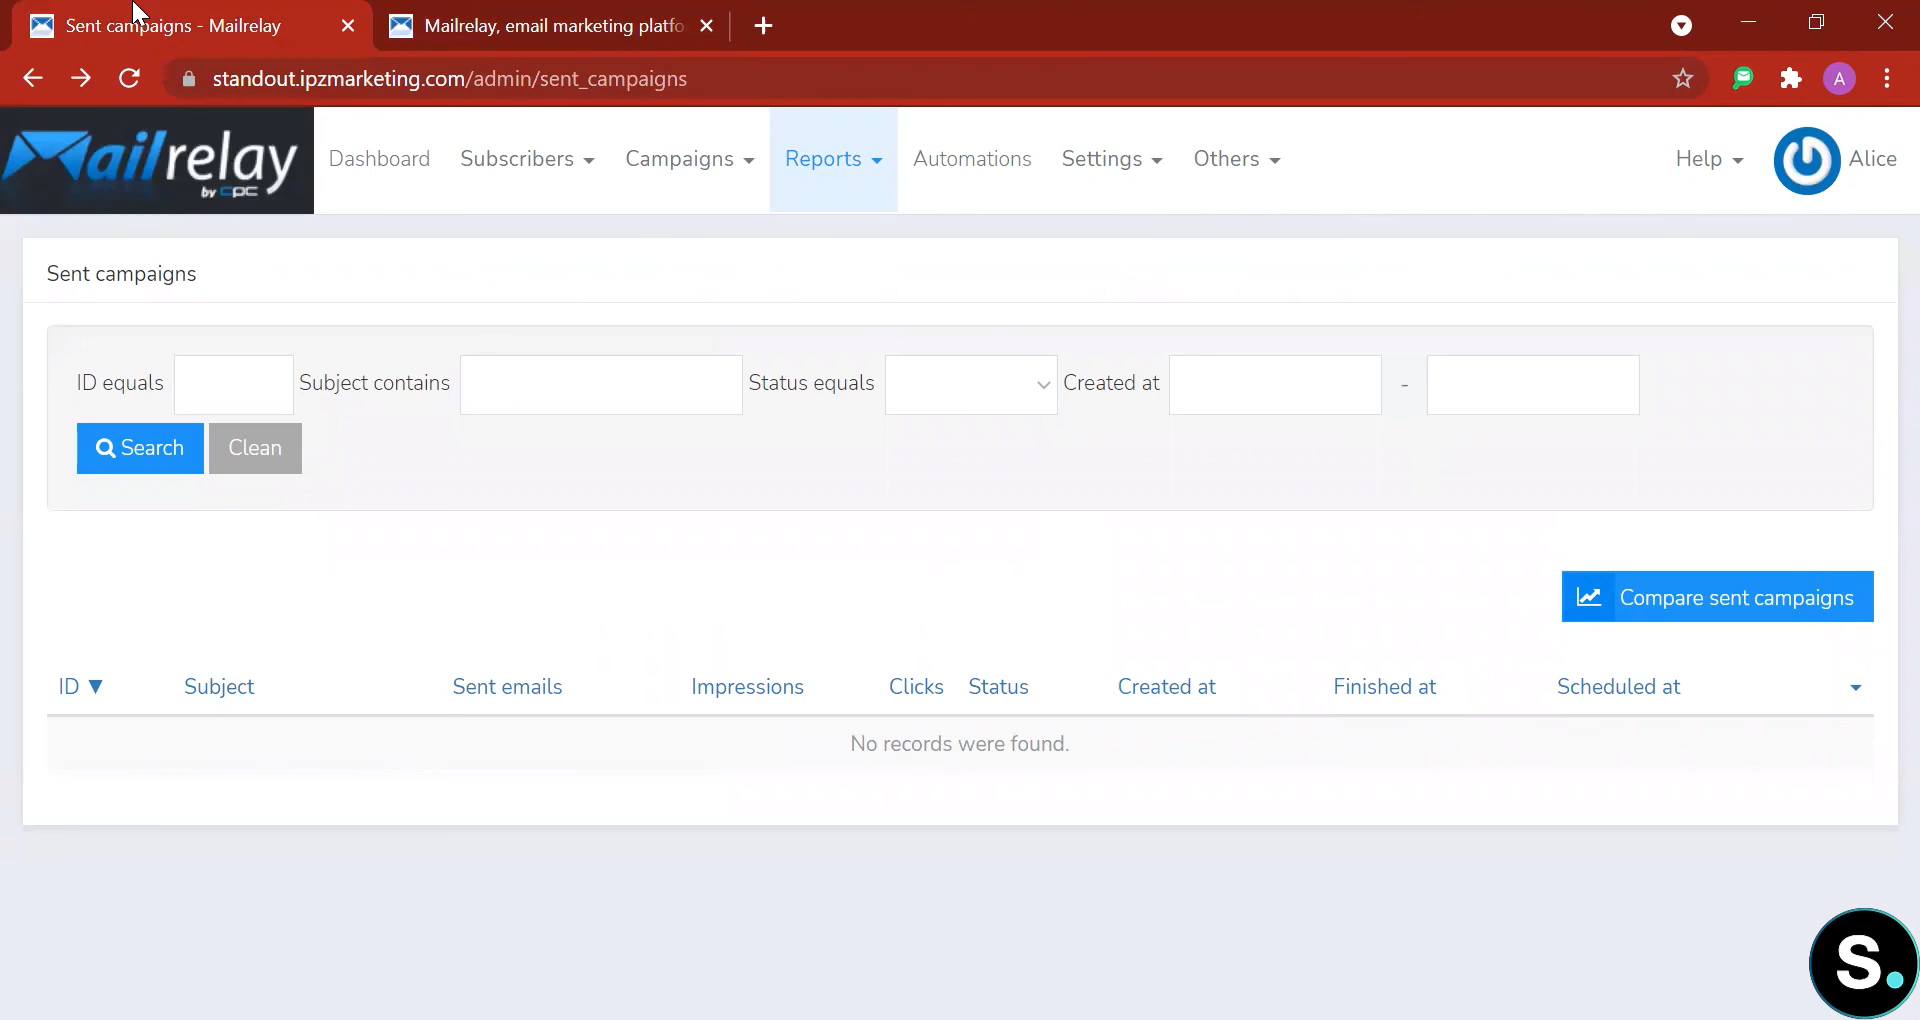 Sent campaigns - Mailrelay
Mailrelay, email marketing platfo
standout.ipzmarketing.com/admin/sent_campaigns
A
Mailrelay
by cpc
Dashboard Subscribers Campaigns Reports Automations Settings Others Help Alice
Sent campaigns
ID equals Subject contains Status equals Created at -
Search Clean
Compare sent campaigns
ID ▼ Subject Sent emails Impressions Clicks Status Created at Finished at Scheduled at
No records were found.
S.